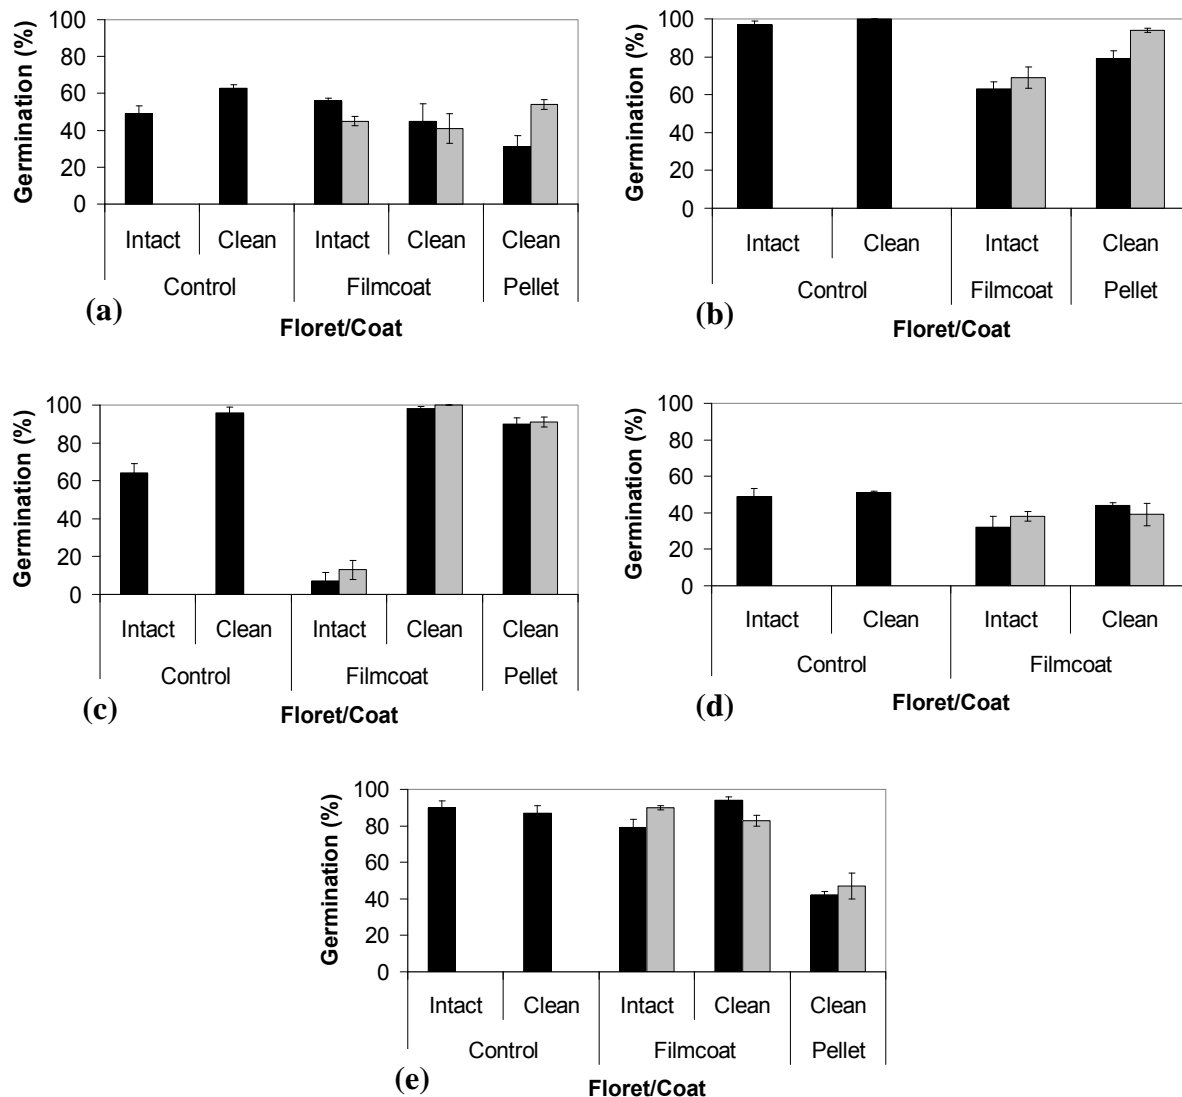 Germination (%)
100
80
60
40
20
0
Intact Clean Intact Clean Clean
Control Filmcoat Pellet
(a)
Floret/Coat
Germination (%)
100
80
60
40
20
0
Intact Clean Intact Clean
Control Filmcoat Pellet
(b)
Floret/Coat
Germination (%)
100
80
60
40
20
0
Intact Clean Intact Clean Clean
Control Filmcoat Pellet
(c)
Floret/Coat
Germination (%)
100
80
60
40
20
0
Intact Clean Intact Clean
Control Filmcoat
(d)
Floret/Coat
Germination (%)
100
80
60
40
20
0
Intact Clean Intact Clean Clean
Control Filmcoat Pellet
(e)
Floret/Coat